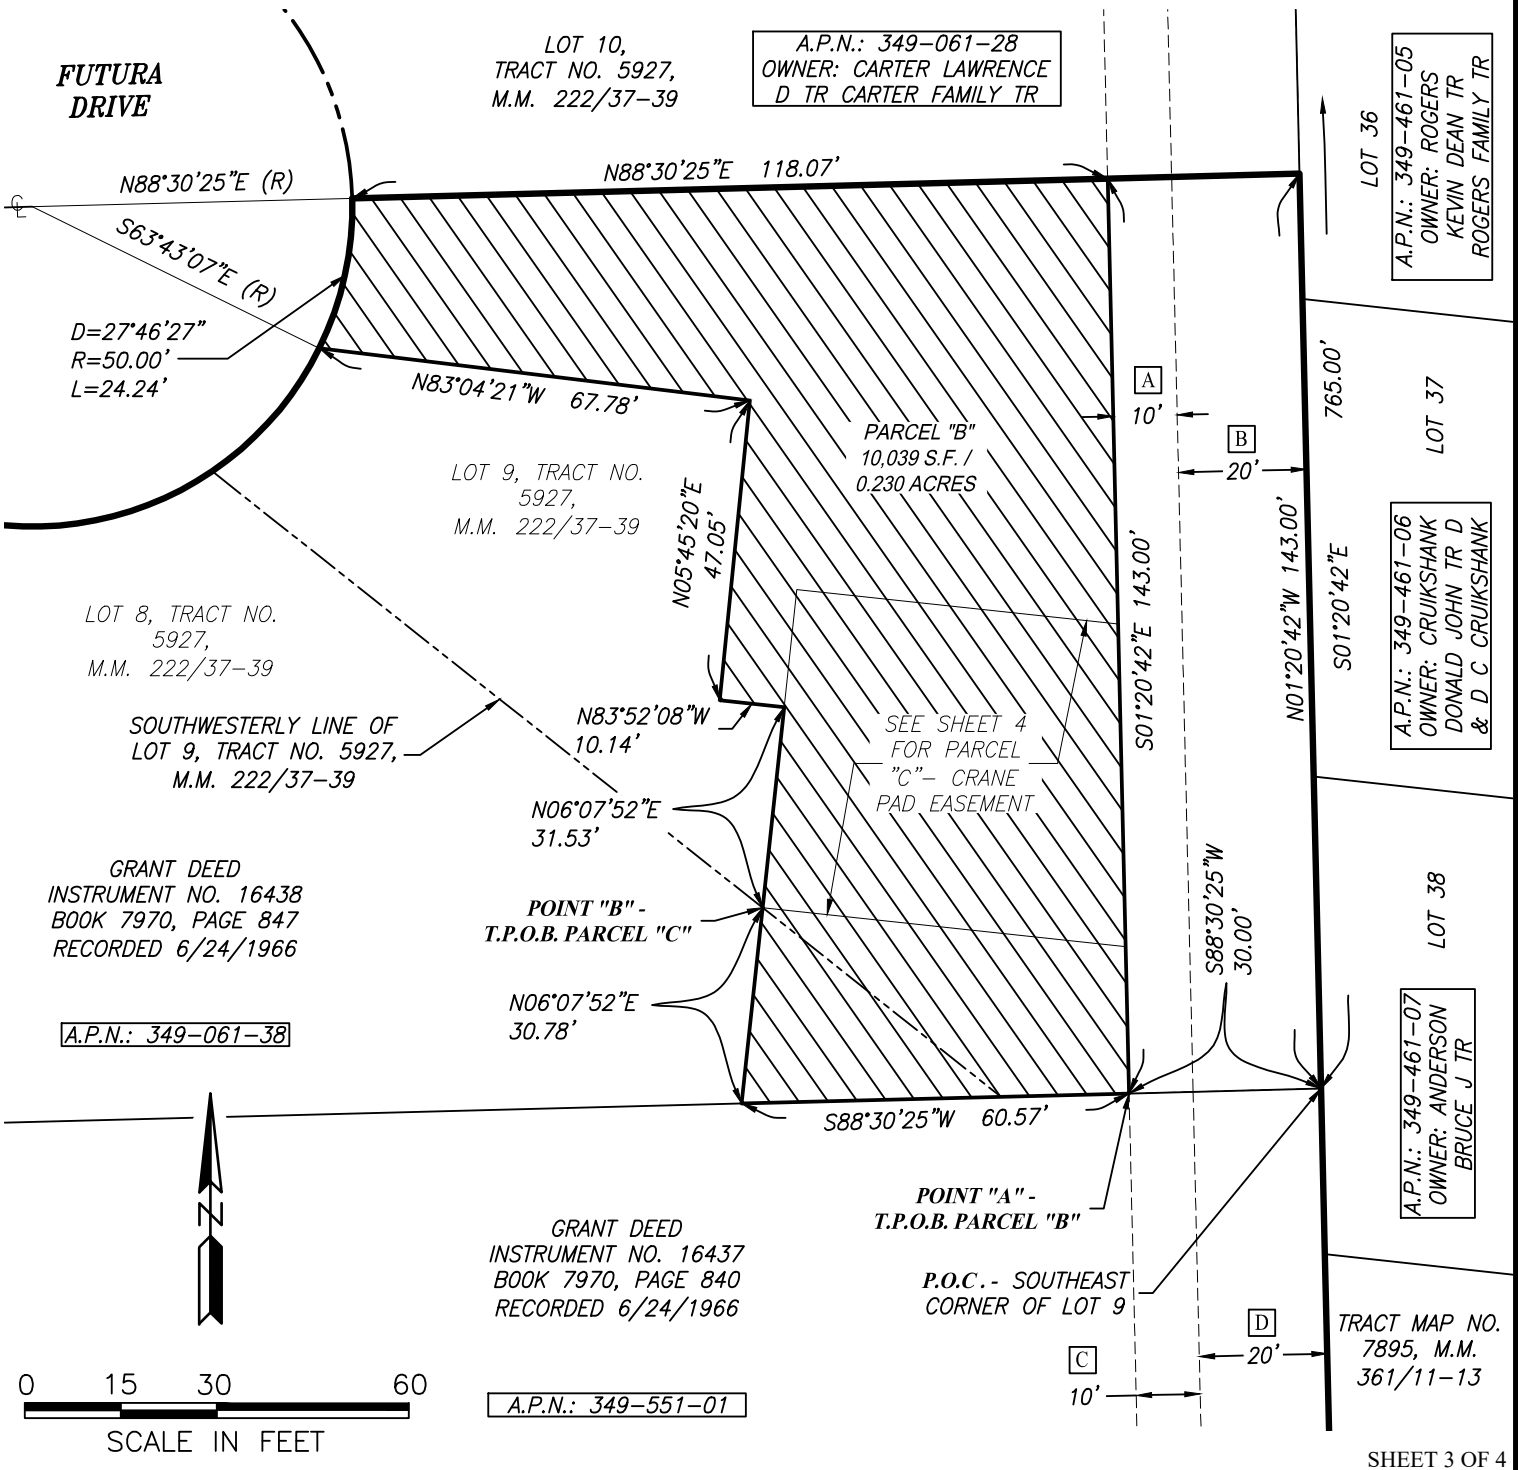 FUTURA
DRIVE
LOT 10,
TRACT NO. 5927,
M.M. 222/37-39
A.P.N.: 349-061-28
OWNER: CARTER LAWRENCE
D TR CARTER FAMILY TR
LOT 36
A.P.N.: 349-461-05
OWNER: ROGERS
KEVIN DEAN TR
ROGERS FAMILY TR
N88°30'25"E (R)
N88°30'25"E 118.07'
CL
S63°43'07"E (R)
D=27°46'27"
R=50.00'
L=24.24'
N83°04'21"W 67.78'
A
10'
B
20'
765.00'
S01°20'42"E
LOT 37
PARCEL "B"
10,039 S.F. /
0.230 ACRES
LOT 9, TRACT NO.
5927,
M.M. 222/37-39
N05°45'20"E
47.05'
S01°20'42"E 143.00'
N01°20'42"W 143.00'
A.P.N.: 349-461-06
OWNER: CRUIKSHANK
DONALD JOHN TR D
& D C CRUIKSHANK
LOT 8, TRACT NO.
5927,
M.M. 222/37-39
SOUTHWESTERLY LINE OF
LOT 9, TRACT NO. 5927,
M.M. 222/37-39
N83°52'08"W
10.14'
SEE SHEET 4
FOR PARCEL
"C"- CRANE
PAD EASEMENT
N06°07'52"E
31.53'
GRANT DEED
INSTRUMENT NO. 16438
BOOK 7970, PAGE 847
RECORDED 6/24/1966
POINT "B" -
T.P.O.B. PARCEL "C"
S88°30'25"W
30.00'
LOT 38
N06°07'52"E
30.78'
A.P.N.: 349-061-38
A.P.N.: 349-461-07
OWNER: ANDERSON
BRUCE J TR
S88°30'25"W 60.57'
N
POINT "A" -
T.P.O.B. PARCEL "B"
GRANT DEED
INSTRUMENT NO. 16437
BOOK 7970, PAGE 840
RECORDED 6/24/1966
P.O.C. - SOUTHEAST
CORNER OF LOT 9
D
20'
C
10'
TRACT MAP NO.
7895, M.M.
361/11-13
0 15 30 60
SCALE IN FEET
A.P.N.: 349-551-01
SHEET 3 OF 4